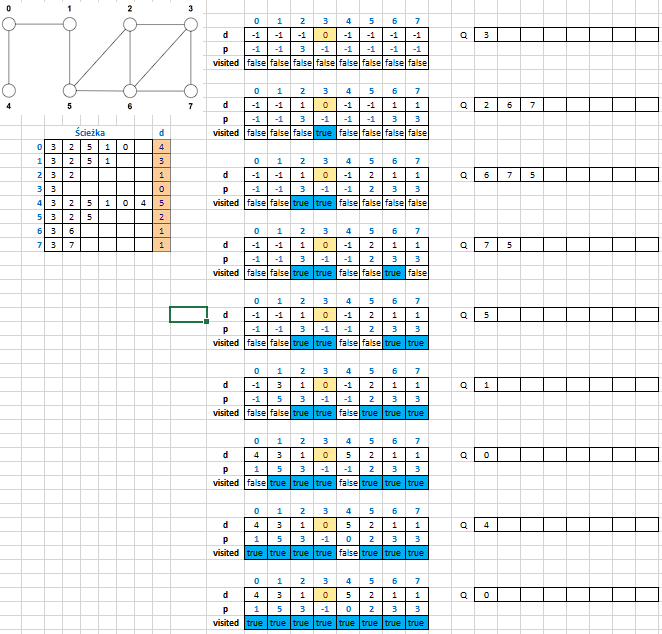 0 1 2 3
4 5 6 7
Ścieżka d
0 3 2 5 1 0 4
1 3 2 5 1 3
2 3 2 1
3 3 0
4 3 2 5 1 0 4 5
5 3 2 5 2
6 3 6 1
7 3 7 1
0 1 2 3 4 5 6 7
d -1 -1 -1 0 -1 -1 -1 -1 Q 3
p -1 -1 3 -1 -1 -1 -1 -1
visited false false false false false false false false
0 1 2 3 4 5 6 7
d -1 -1 1 0 -1 -1 1 1 Q 2 6 7
p -1 -1 3 -1 -1 -1 3 3
visited false false false true false false false false
0 1 2 3 4 5 6 7
d -1 -1 1 0 -1 2 1 1 Q 6 7 5
p -1 -1 3 -1 -1 2 3 3
visited false false true true false false false false
0 1 2 3 4 5 6 7
d -1 -1 1 0 -1 2 1 1 Q 7 5
p -1 -1 3 -1 -1 2 3 3
visited false false true true false false true false
0 1 2 3 4 5 6 7
d -1 -1 1 0 -1 2 1 1 Q 5
p -1 -1 3 -1 -1 2 3 3
visited false false true true false false true true
0 1 2 3 4 5 6 7
d -1 3 1 0 -1 2 1 1 Q 1
p -1 5 3 -1 -1 2 3 3
visited false false true true false true true true
0 1 2 3 4 5 6 7
d 4 3 1 0 5 2 1 1 Q 0
p 1 5 3 -1 -1 2 3 3
visited false true true true false true true true
0 1 2 3 4 5 6 7
d 4 3 1 0 5 2 1 1 Q 4
p 1 5 3 -1 0 2 3 3
visited true true true true false true true true
0 1 2 3 4 5 6 7
d 4 3 1 0 5 2 1 1 Q 0
p 1 5 3 -1 0 2 3 3
visited true true true true true true true true